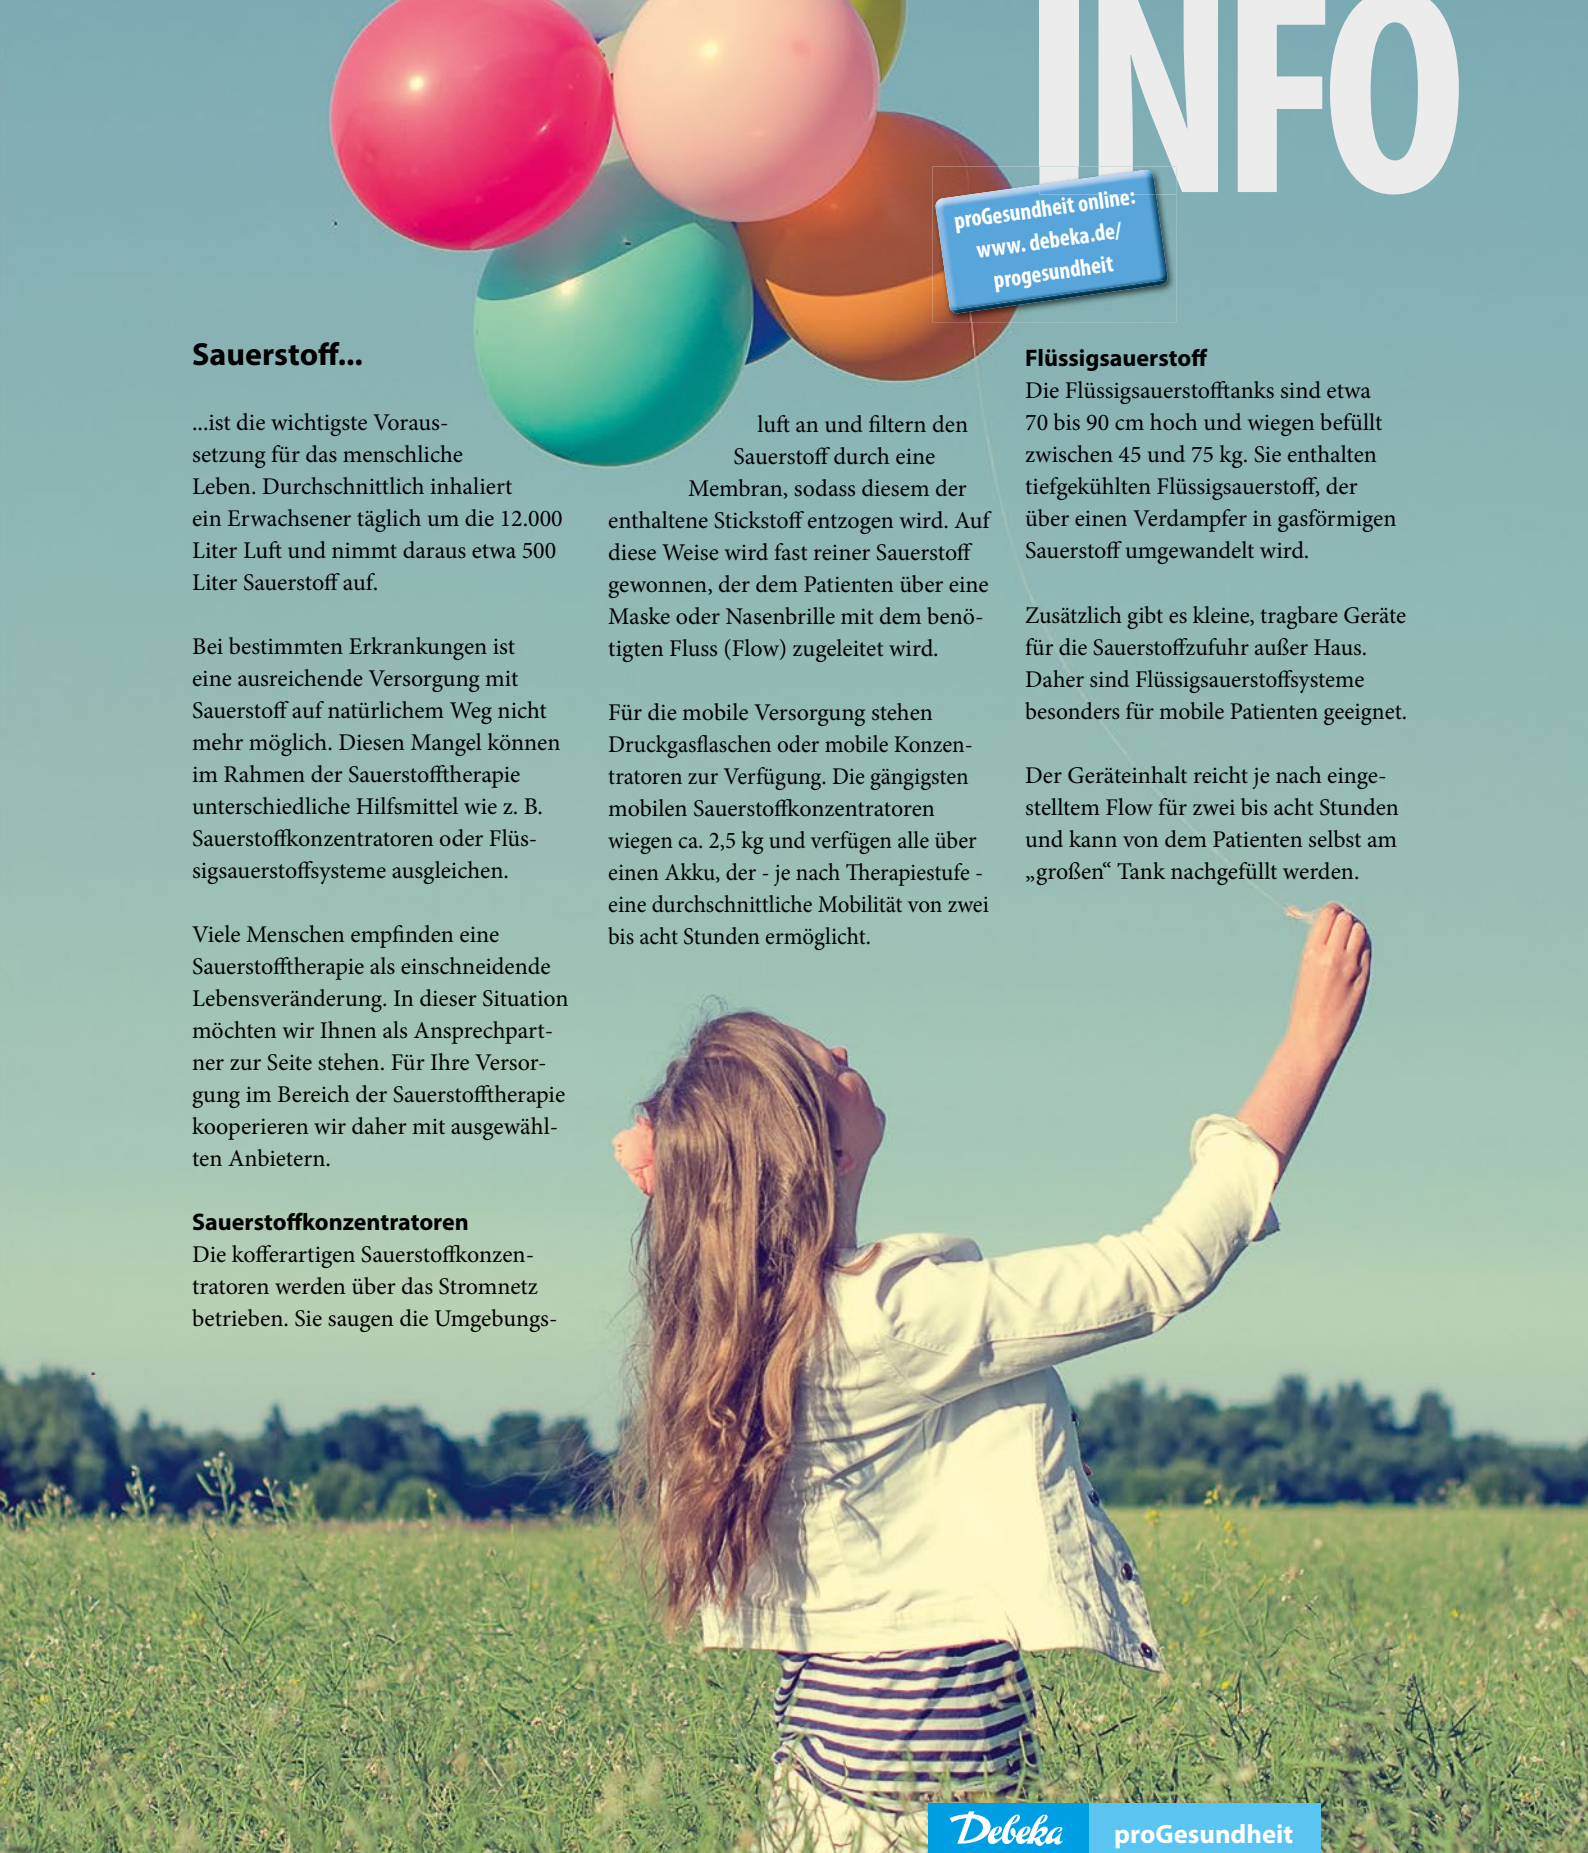 INFO
proGesundheit online:
www. debeka.de/
progesundheit
Sauerstoff...
...ist die wichtigste Voraus-
setzung für das menschliche
Leben. Durchschnittlich inhaliert
ein Erwachsener täglich um die 12.000
Liter Luft und nimmt daraus etwa 500
Liter Sauerstoff auf.
Bei bestimmten Erkrankungen ist
eine ausreichende Versorgung mit
Sauerstoff auf natürlichem Weg nicht
mehr möglich. Diesen Mangel können
im Rahmen der Sauerstofftherapie
unterschiedliche Hilfsmittel wie z. B.
Sauerstoffkonzentratoren oder Flüs-
sigsauerstoffsysteme ausgleichen.
Viele Menschen empfinden eine
Sauerstofftherapie als einschneidende
Lebensveränderung. In dieser Situation
möchten wir Ihnen als Ansprechpart-
ner zur Seite stehen. Für Ihre Versor-
gung im Bereich der Sauerstofftherapie
kooperieren wir daher mit ausgewähl-
ten Anbietern.
Sauerstoffkonzentratoren
Die kofferartigen Sauerstoffkonzen-
tratoren werden über das Stromnetz
betrieben. Sie saugen die Umgebungs-
luft an und filtern den
Sauerstoff durch eine
Membran, sodass diesem der
enthaltene Stickstoff entzogen wird. Auf
diese Weise wird fast reiner Sauerstoff
gewonnen, der dem Patienten über eine
Maske oder Nasenbrille mit dem benö-
tigten Fluss (Flow) zugeleitet wird.
Für die mobile Versorgung stehen
Druckgasflaschen oder mobile Konzen-
tratoren zur Verfügung. Die gängigsten
mobilen Sauerstoffkonzentratoren
wiegen ca. 2,5 kg und verfügen alle über
einen Akku, der - je nach Therapiestufe -
eine durchschnittliche Mobilität von zwei
bis acht Stunden ermöglicht.
Flüssigsauerstoff
Die Flüssigsauerstofftanks sind etwa
70 bis 90 cm hoch und wiegen befüllt
zwischen 45 und 75 kg. Sie enthalten
tiefgekühlten Flüssigsauerstoff, der
über einen Verdampfer in gasförmigen
Sauerstoff umgewandelt wird.
Zusätzlich gibt es kleine, tragbare Geräte
für die Sauerstoffzufuhr außer Haus.
Daher sind Flüssigsauerstoffsysteme
besonders für mobile Patienten geeignet.
Der Geräteinhalt reicht je nach einge-
stelltem Flow für zwei bis acht Stunden
und kann von dem Patienten selbst am
„großen“ Tank nachgefüllt werden.
Debeka proGesundheit